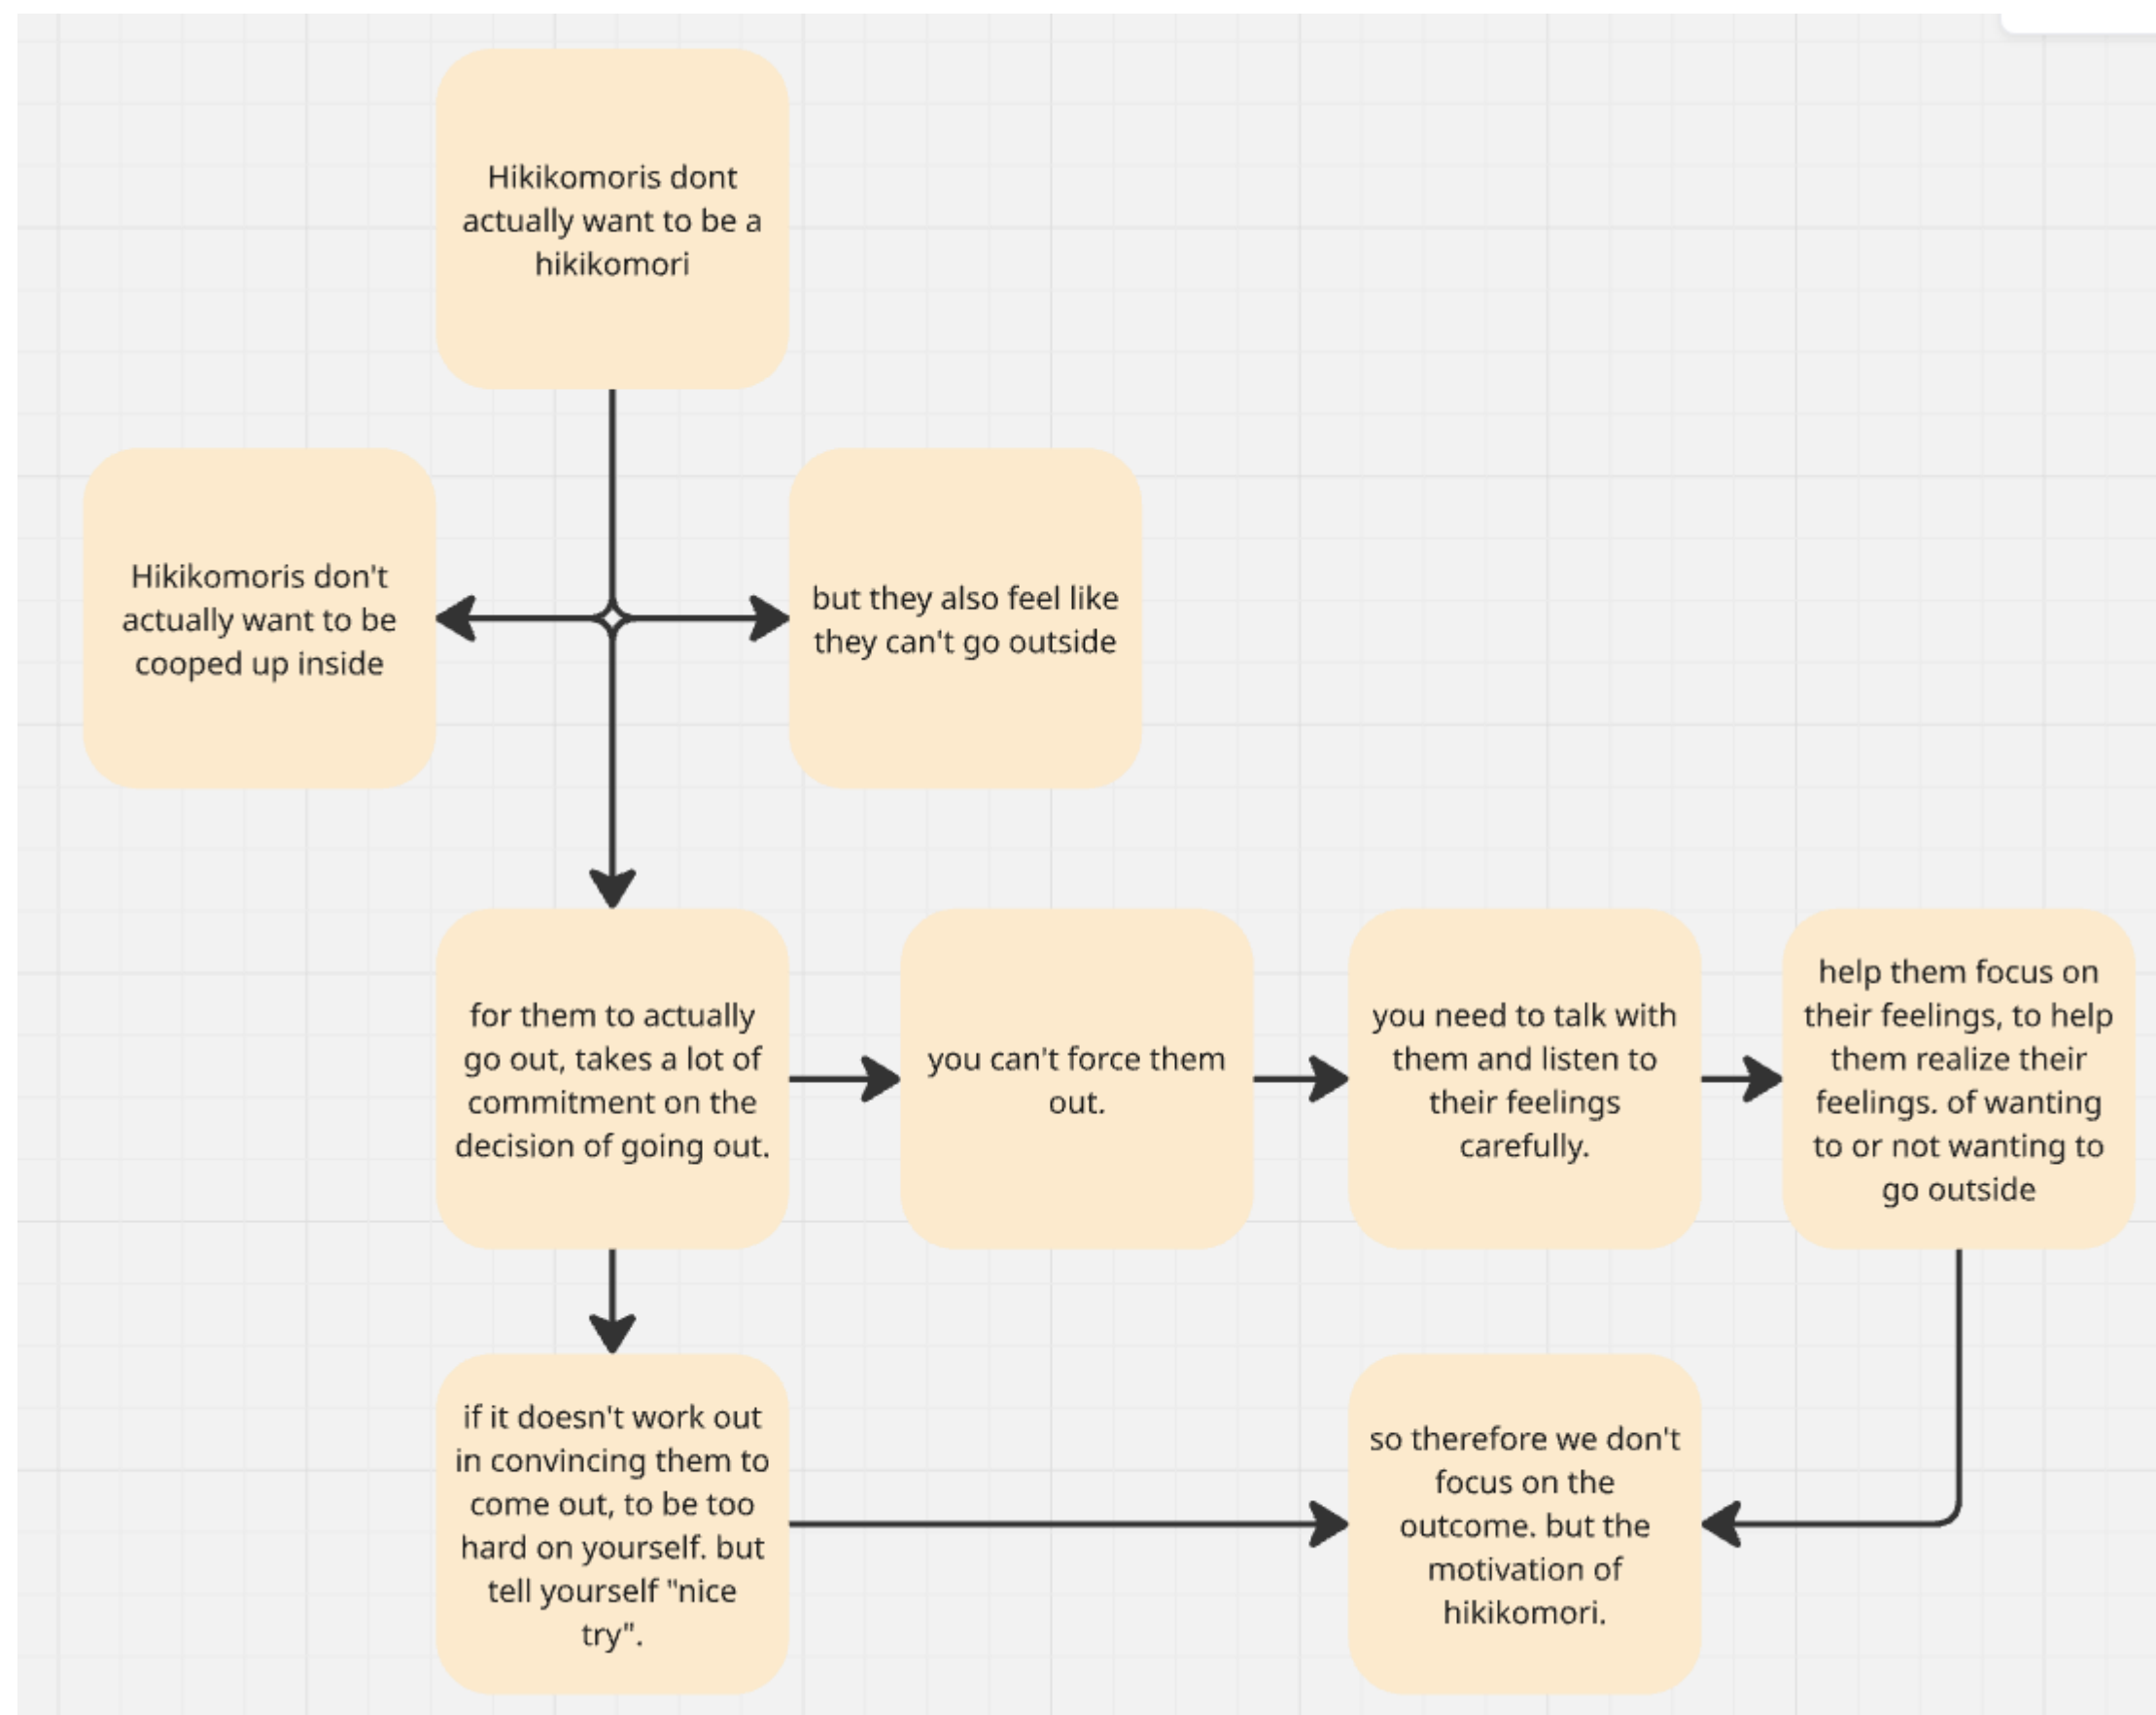 Hikikomoris dont
actually want to be a
hikikomori
Hikikomoris don't
actually want to be
cooped up inside
but they also feel like
they can't go outside
for them to actually
go out, takes a lot of
commitment on the
decision of going out.
you can't force them
out.
you need to talk with
them and listen to
their feelings
carefully.
help them focus on
their feelings, to help
them realize their
feelings. of wanting
to or not wanting to
go outside
if it doesn't work out
in convincing them to
come out, to be too
hard on yourself. but
tell yourself "nice
try".
so therefore we don't
focus on the
outcome. but the
motivation of
hikikomori.